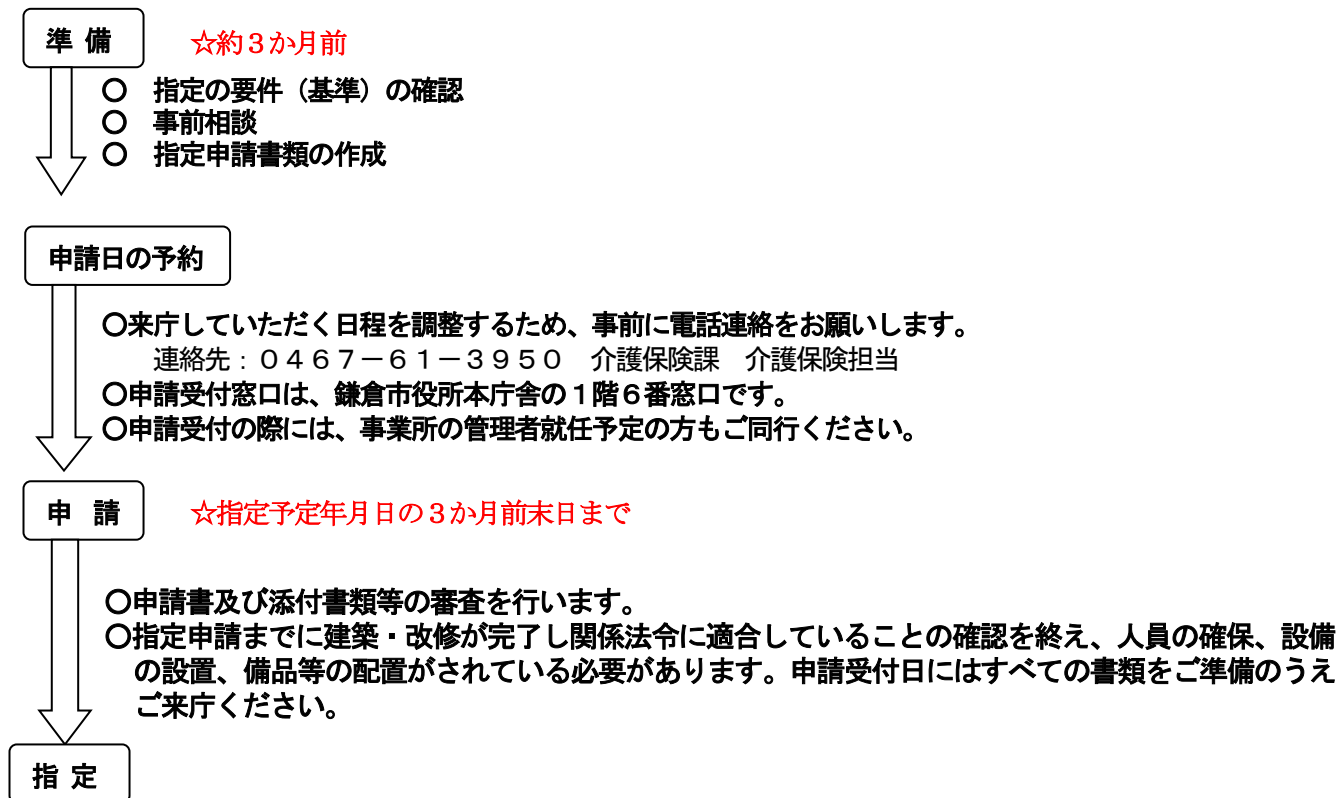 準 備
☆約３か月前
○ 指定の要件（基準）の確認
○ 事前相談
○ 指定申請書類の作成
申請日の予約
○来庁していただく日程を調整するため、事前に電話連絡をお願いします。
連絡先：０４６７－６１－３９５０ 介護保険課 介護保険担当
○申請受付窓口は、鎌倉市役所本庁舎の１階６番窓口です。
○申請受付の際には、事業所の管理者就任予定の方もご同行ください。
申 請
☆指定予定年月日の３か月前末日まで
○申請書及び添付書類等の審査を行います。
○指定申請までに建築・改修が完了し関係法令に適合していることの確認を終え、人員の確保、設備
の設置、備品等の配置がされている必要があります。申請受付日にはすべての書類をご準備のうえ
ご来庁ください。
指 定